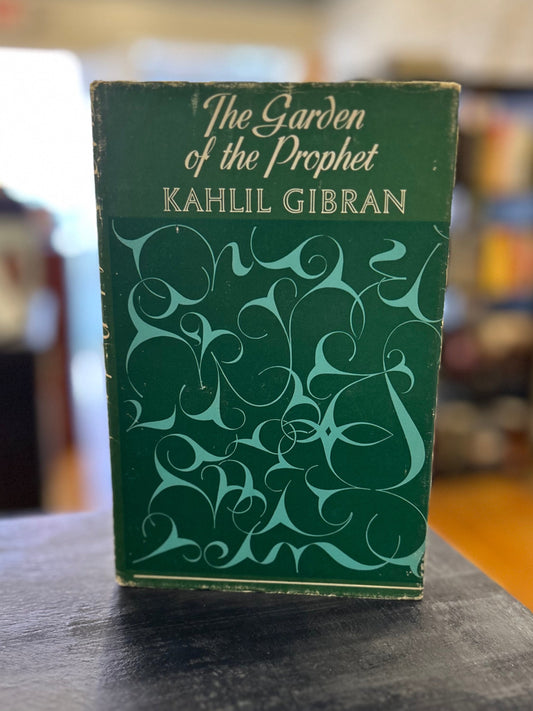 The Garden
of the Prophet
KAHLIL GIBRAN